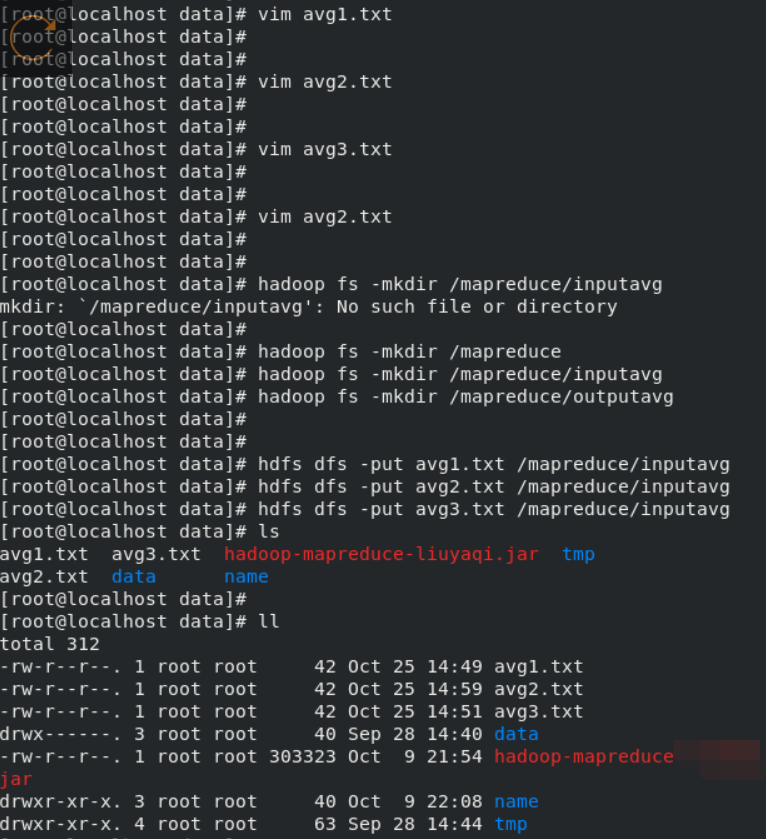 [root@localhost data]# vim avg1.txt
[root@localhost data]#
[root@localhost data]#
[root@localhost data]# vim avg2.txt
[root@localhost data]#
[root@localhost data]#
[root@localhost data]# vim avg3.txt
[root@localhost data]#
[root@localhost data]#
[root@localhost data]# vim avg2.txt
[root@localhost data]#
[root@localhost data]#
[root@localhost data]# hadoop fs -mkdir /mapreduce/inputavg
mkdir: `/mapreduce/inputavg': No such file or directory
[root@localhost data]#
[root@localhost data]# hadoop fs -mkdir /mapreduce
[root@localhost data]# hadoop fs -mkdir /mapreduce/inputavg
[root@localhost data]# hadoop fs -mkdir /mapreduce/outputavg
[root@localhost data]#
[root@localhost data]#
[root@localhost data]# hdfs dfs -put avg1.txt /mapreduce/inputavg
[root@localhost data]# hdfs dfs -put avg2.txt /mapreduce/inputavg
[root@localhost data]# hdfs dfs -put avg3.txt /mapreduce/inputavg
[root@localhost data]# ls
avg1.txt  avg3.txt  hadoop-mapreduce-liuyaqi.jar  tmp
avg2.txt  data      name
[root@localhost data]#
[root@localhost data]# ll
total 312
-rw-r--r--. 1 root root     42 Oct 25 14:49 avg1.txt
-rw-r--r--. 1 root root     42 Oct 25 14:59 avg2.txt
-rw-r--r--. 1 root root     42 Oct 25 14:51 avg3.txt
drwx------. 3 root root     40 Sep 28 14:40 data
-rw-r--r--. 1 root root 303323 Oct  9 21:54 hadoop-mapreduce
jar
drwxr-xr-x. 3 root root     40 Oct  9 22:08 name
drwxr-xr-x. 4 root root     63 Sep 28 14:44 tmp